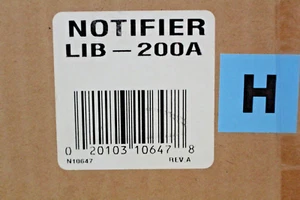 NOTIFIER
LIB-200A
H
0 20103 10647 8
N10647 REV.A